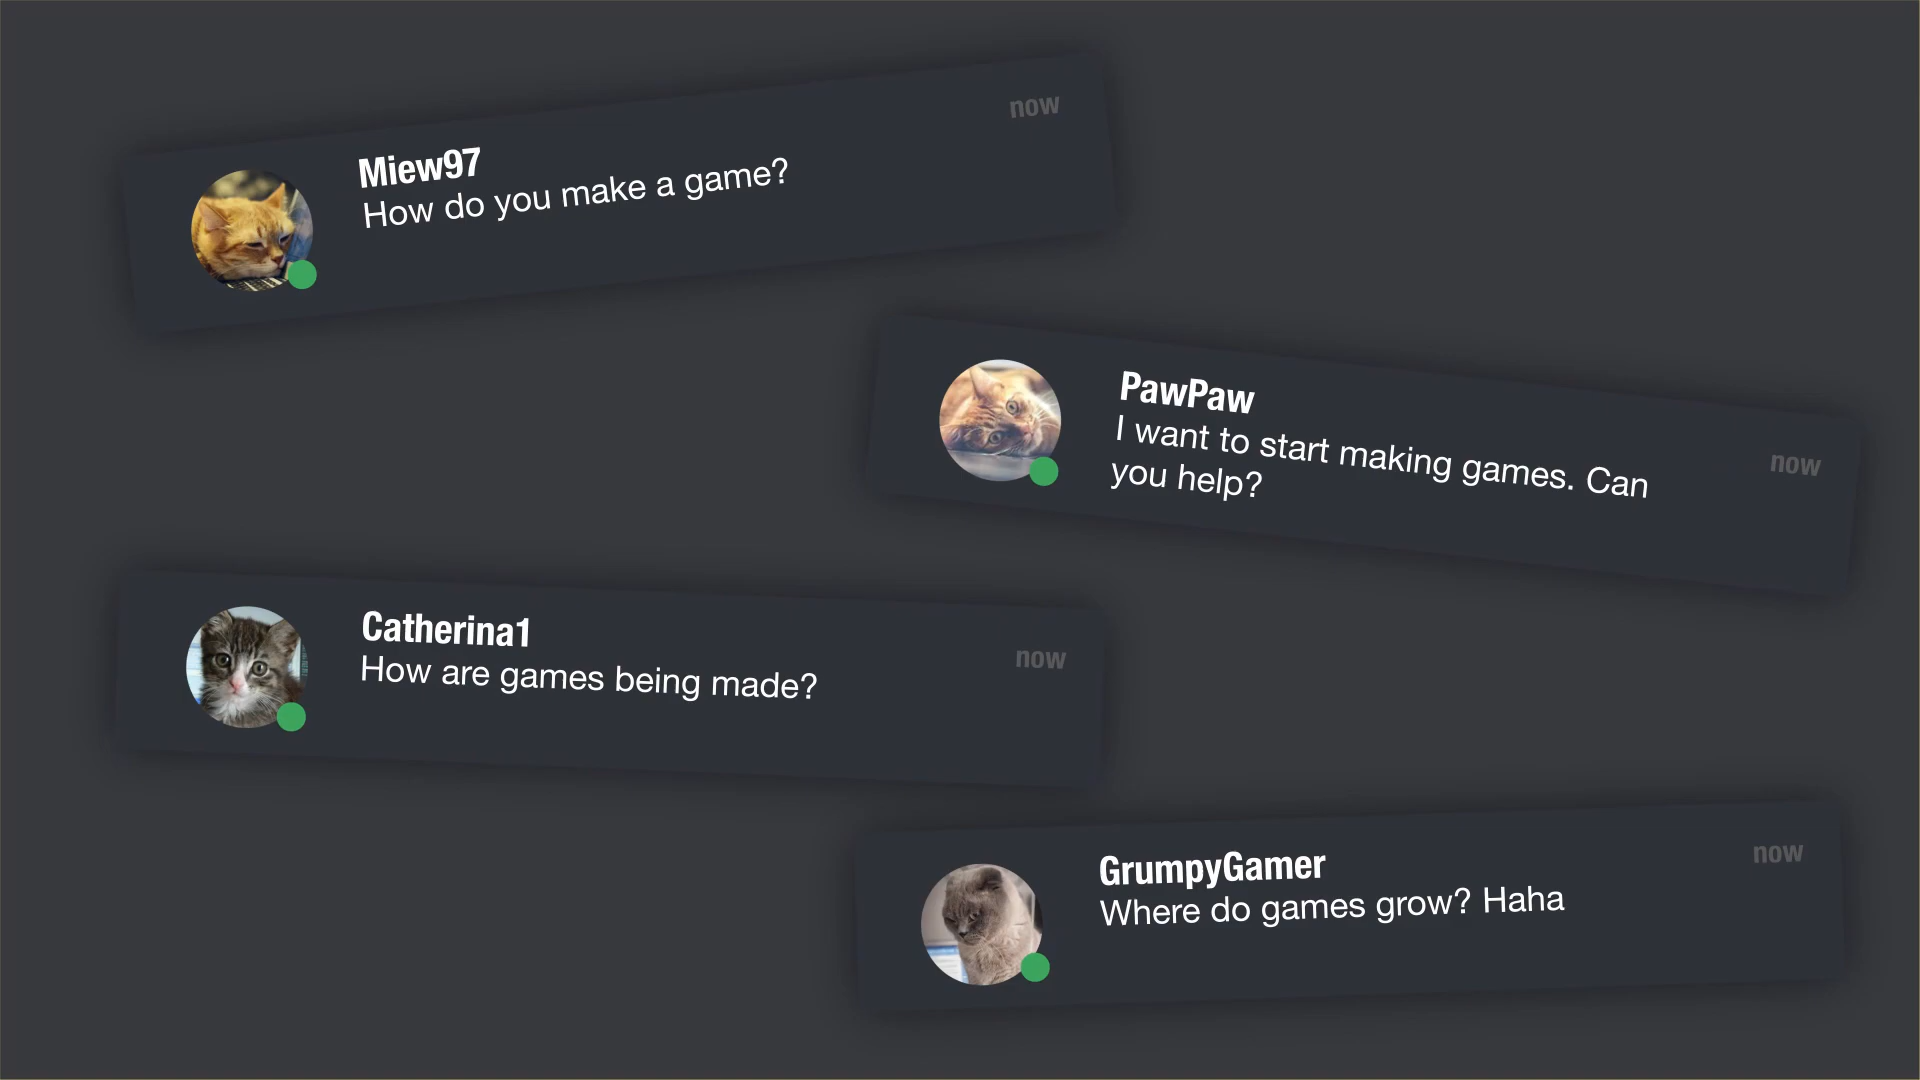 now
Miew97
How do you make a game?
PawPaw
I want to start making games. Can
you help?
now
Catherina1
How are games being made?
now
GrumpyGamer
Where do games grow? Haha
now